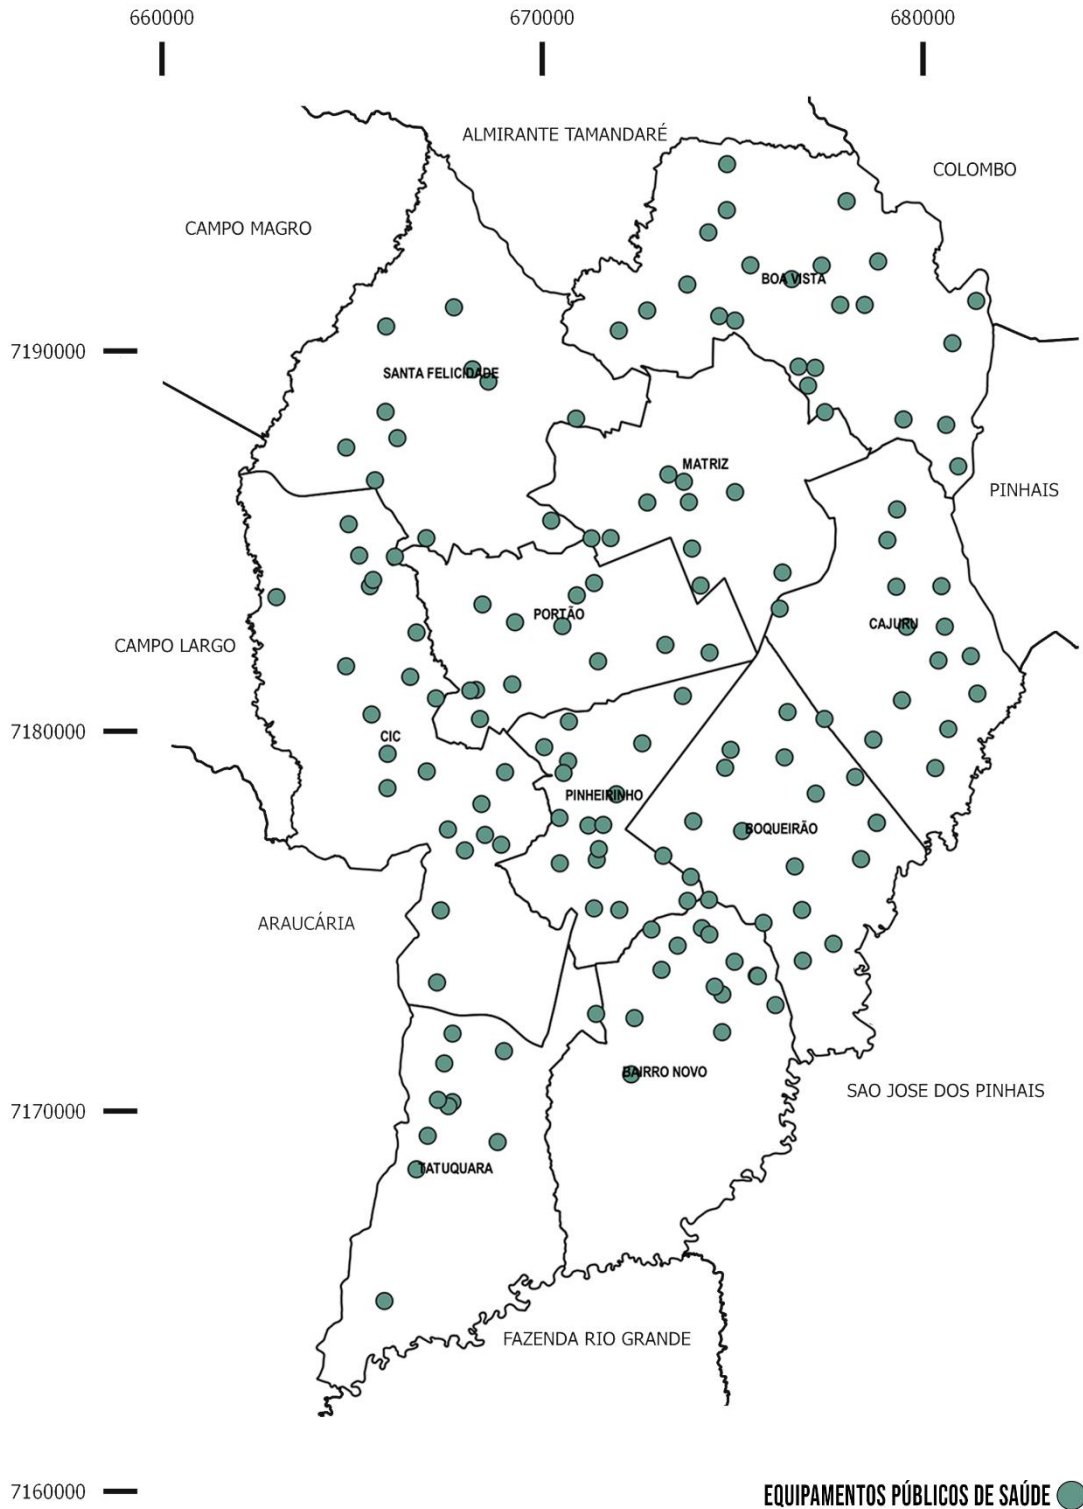 660000
670000
680000
ALMIRANTE TAMANDARÉ
COLOMBO
CAMPO MAGRO
BOA VISTA
7190000
SANTA FELICIDADE
MATRIZ
PINHAIS
PORTÃO
CAJURU
CAMPO LARGO
7180000
CIC
PINHEIRINHO
BOQUEIRÃO
ARAUCÁRIA
BAIRRO NOVO
SAO JOSE DOS PINHAIS
7170000
TATUQUARA
FAZENDA RIO GRANDE
7160000
EQUIPAMENTOS PÚBLICOS DE SAÚDE